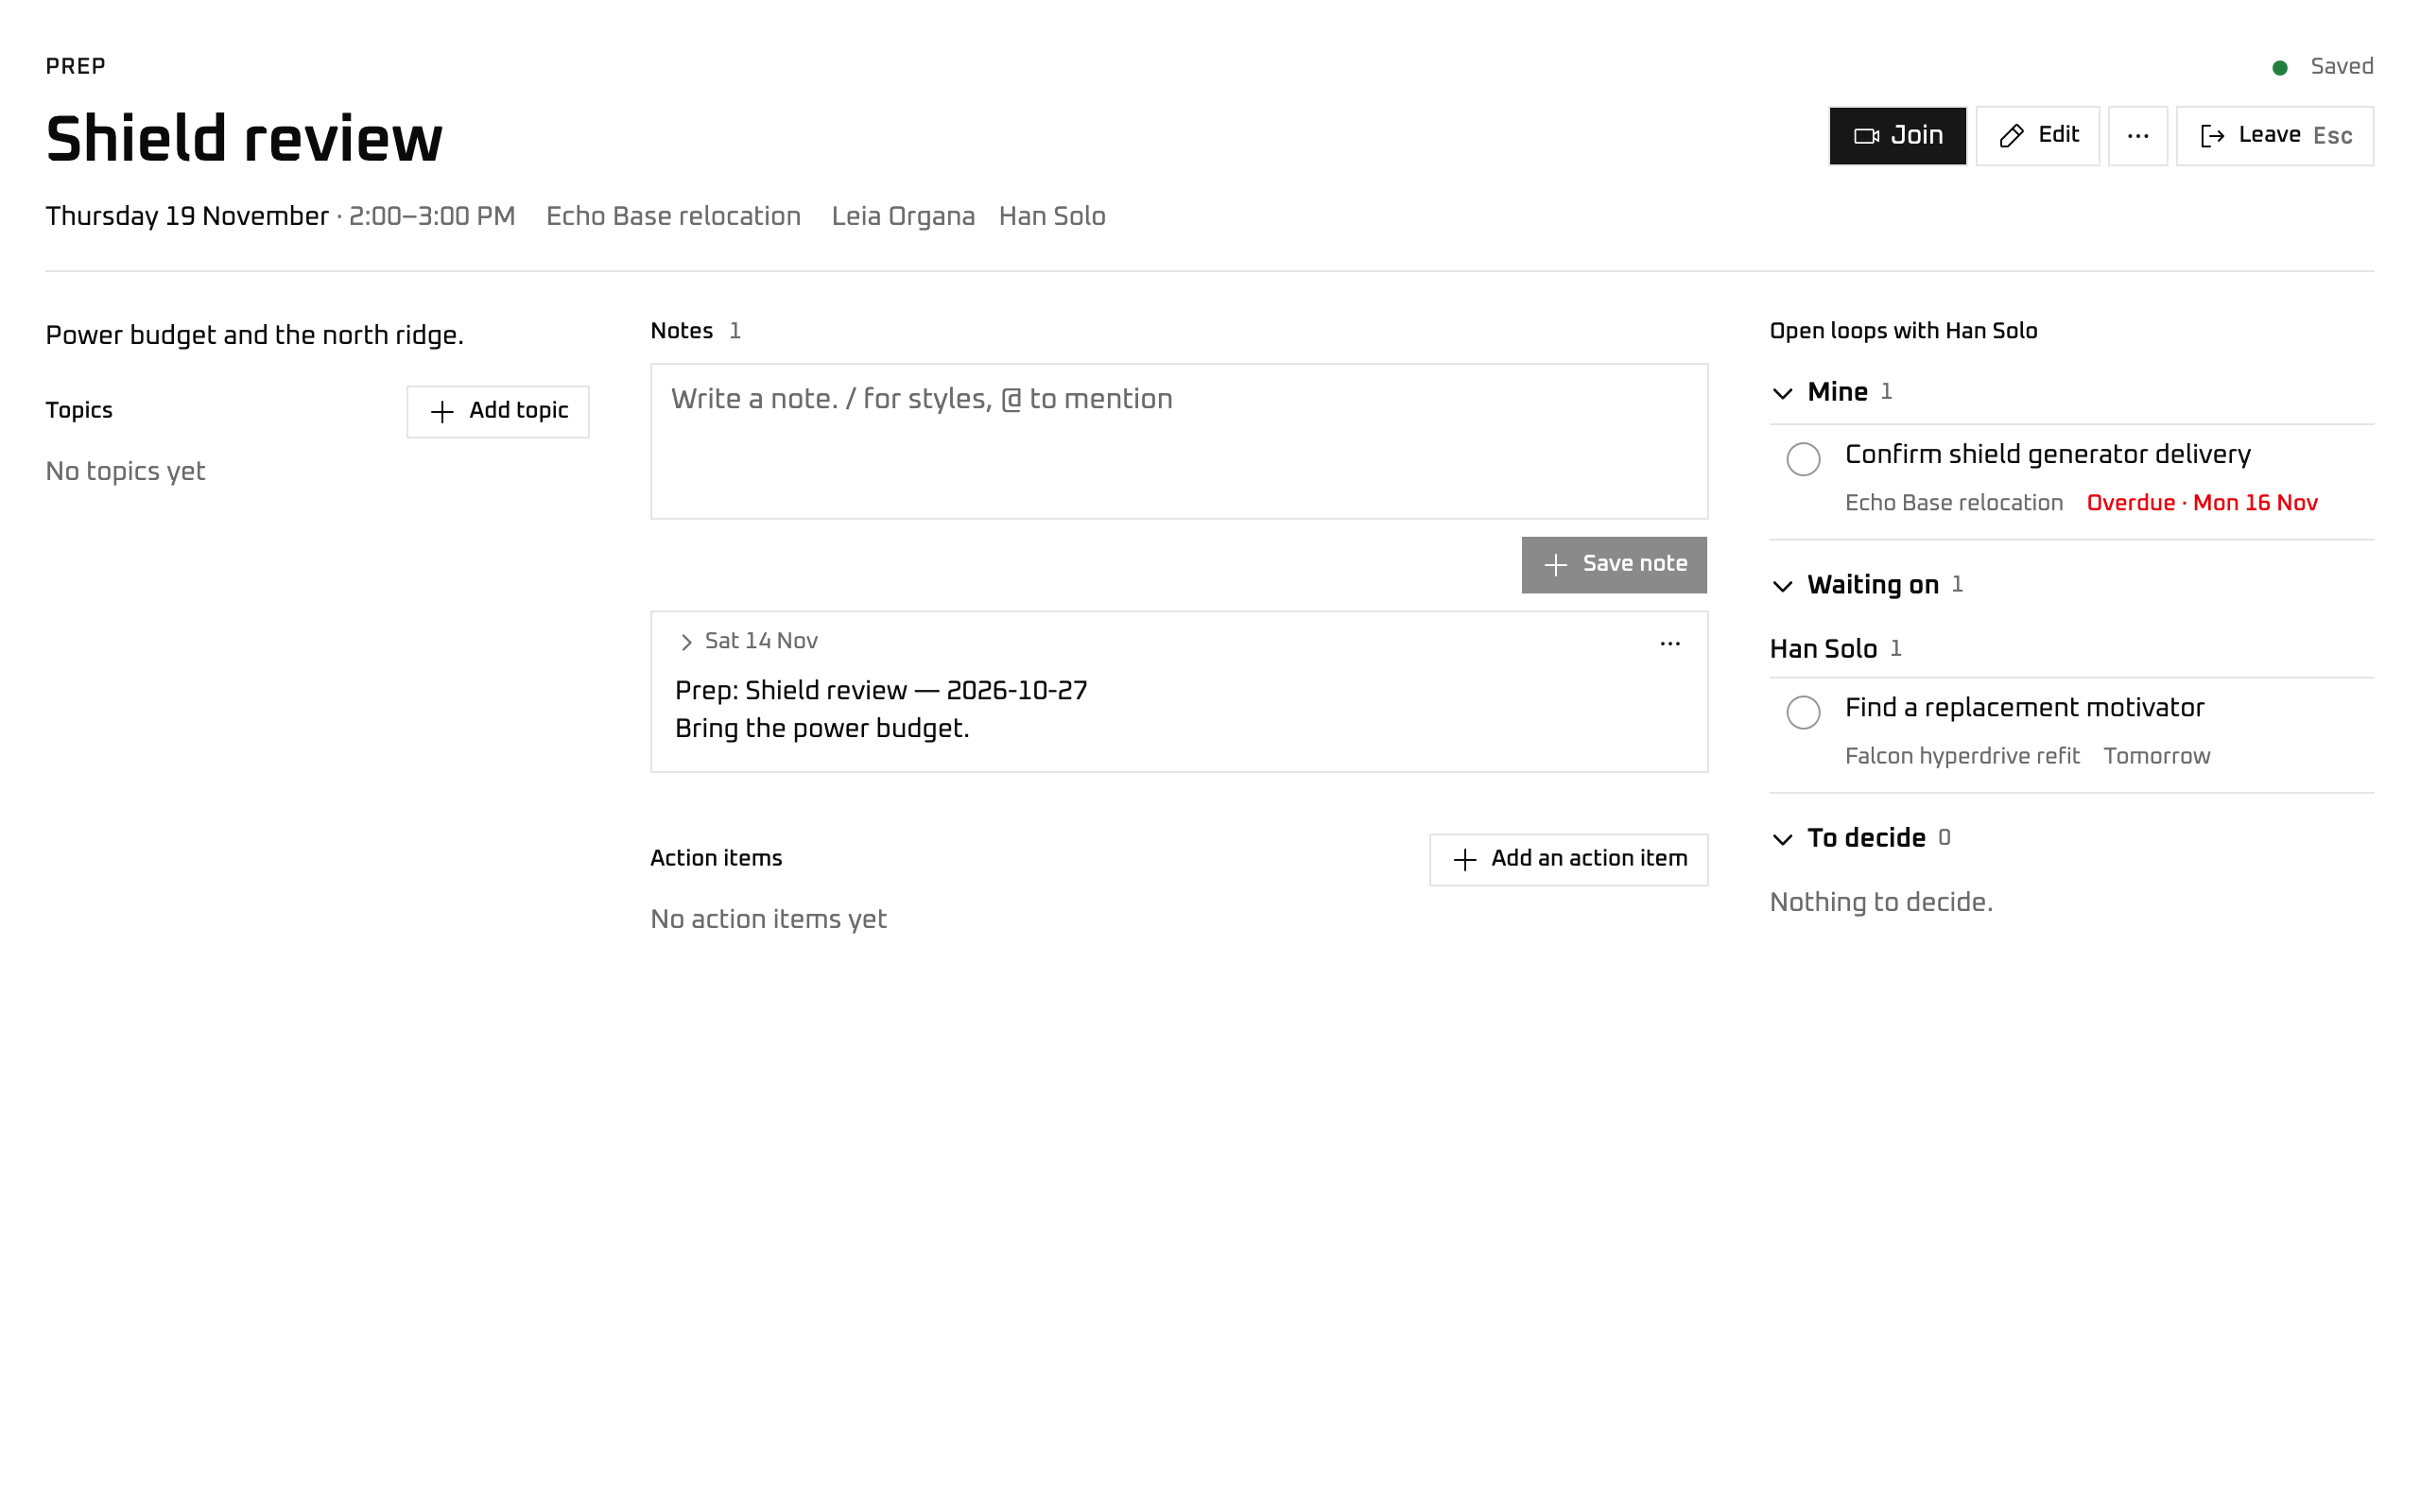 PREP
Saved
Shield review
Join
Edit
Leave Esc
Thursday 19 November · 2:00–3:00 PM Echo Base relocation Leia Organa Han Solo
Power budget and the north ridge.
Topics
Add topic
No topics yet
Notes 1
Write a note. / for styles, @ to mention
Save note
Sat 14 Nov
Prep: Shield review — 2026-10-27
Bring the power budget.
Action items
Add an action item
No action items yet
Open loops with Han Solo
Mine 1
Confirm shield generator delivery
Echo Base relocation Overdue · Mon 16 Nov
Waiting on 1
Han Solo 1
Find a replacement motivator
Falcon hyperdrive refit Tomorrow
To decide 0
Nothing to decide.